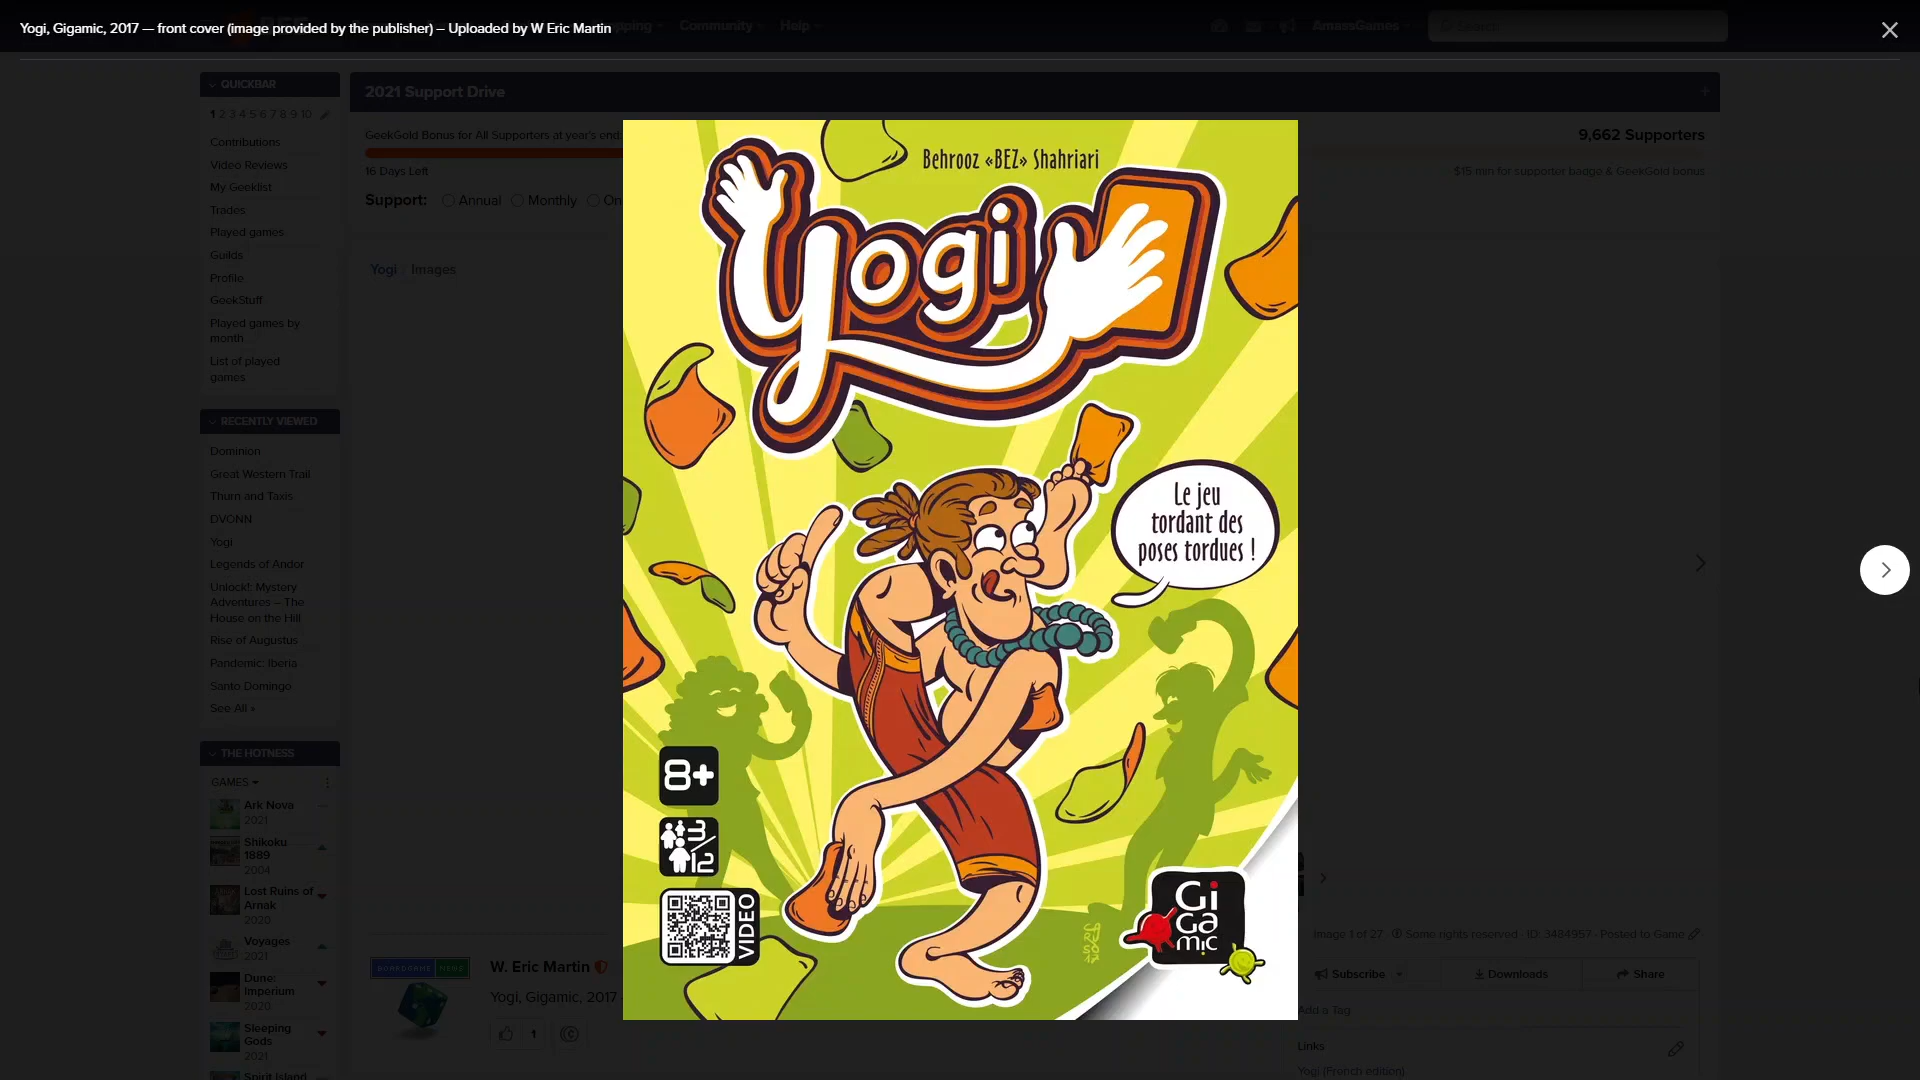 Yogi, Gigamic, 2017 — front cover (image provided by the publisher) – Uploaded by W Eric Martin
Community
Help
AmassGames
Search
QUICKBAR
1 2 3 4 5 6 7 8 9 10
Contributions
Video Reviews
My Geeklist
Trades
Played games
Guilds
Profile
GeekStuff
Played games by
month
List of played
games
RECENTLY VIEWED
Dominion
Great Western Trail
Thurn and Taxis
DVONN
Yogi
Legends of Andor
Unlock!: Mystery
Adventures – The
House on the Hill
Rise of Augustus
Pandemic: Iberia
Santo Domingo
See All »
THE HOTNESS
GAMES
Ark Nova
2021
Shikoku
1889
2004
Lost Ruins of
Arnak
2020
Voyages
2021
Dune:
Imperium
2020
Sleeping
Gods
2021
Spirit Island
2021 Support Drive
GeekGold Bonus for All Supporters at year's end:
9,662 Supporters
16 Days Left
$15 min for supporter badge & GeekGold bonus
Support:
Annual
Monthly
Yogi
Images
Behrooz «BEZ» Shahriari
Yogi
Le jeu
tordant des
poses tordues !
8+
3/12
VIDEO
GiGamic
Image 1 of 27 · Some rights reserved · ID: 3484957 · Posted to Game
W. Eric Martin
Yogi, Gigamic, 2017
1
Subscribe
Downloads
Share
Add a Tag
Links
Yogi (French edition)